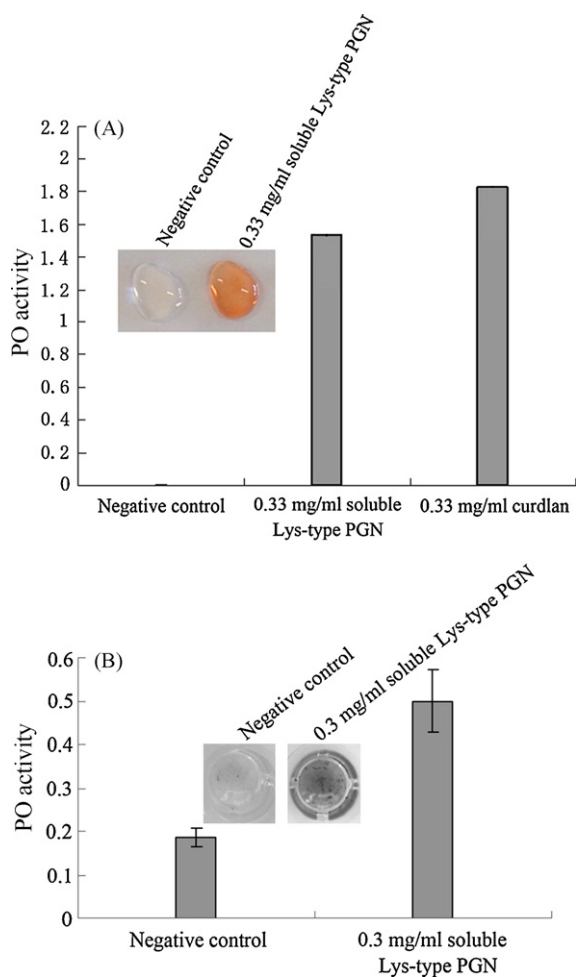 (A)
Negative control
0.33 mg/ml soluble Lys-type PGN
PO activity
2.2
2
1.8
1.6
1.4
1.2
1
0.8
0.6
0.4
0.2
0
Negative control
0.33 mg/ml soluble
Lys-type PGN
0.33 mg/ml curdlan
(B)
Negative control
0.3 mg/ml soluble Lys-type PGN
PO activity
0.6
0.5
0.4
0.3
0.2
0.1
0
Negative control
0.3 mg/ml soluble
Lys-type PGN